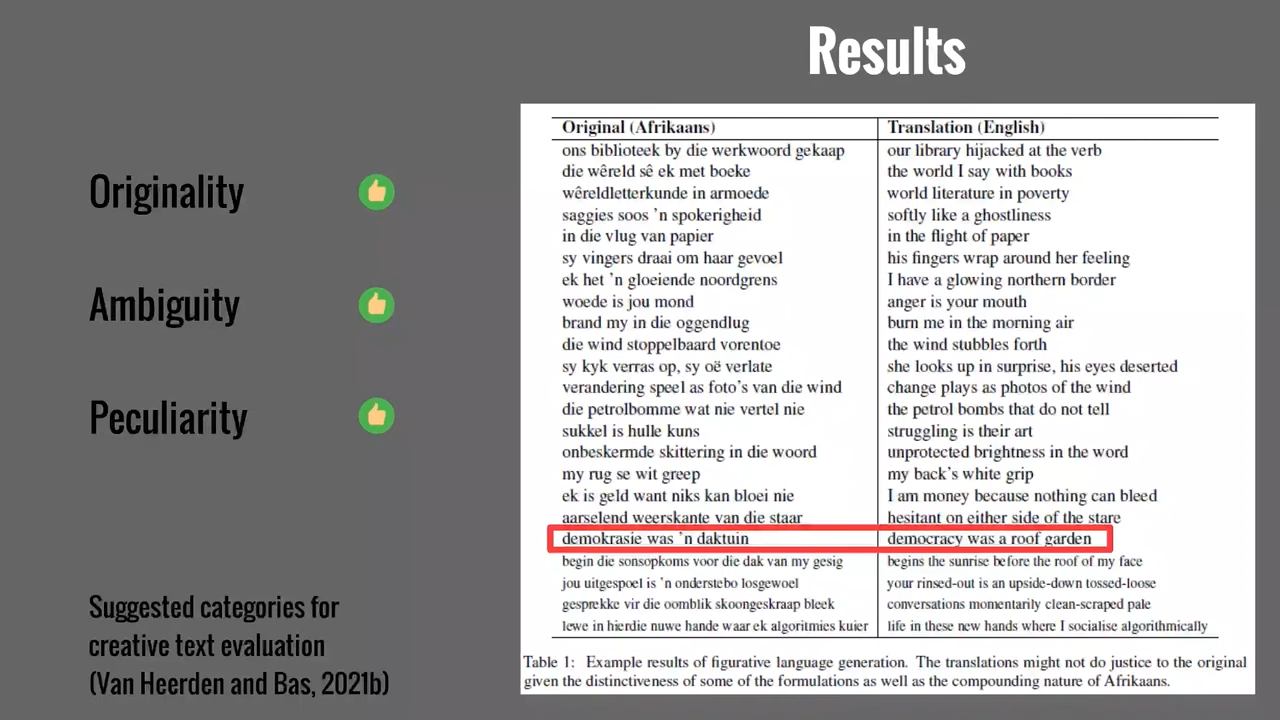 Results
Originality
Ambiguity
Peculiarity
Suggested categories for
creative text evaluation
(Van Heerden and Bas, 2021b)
Original (Afrikaans) Translation (English)
ons biblioteek by die werkwoord gekaap our library hijacked at the verb
die wêreld sê ek met boeke the world I say with books
wêreldletterkunde in armoede world literature in poverty
saggies soos 'n spokerigheid softly like a ghostliness
in die vlug van papier in the flight of paper
sy vingers draai om haar gevoel his fingers wrap around her feeling
ek het 'n gloeiende noordgrens I have a glowing northern border
woede is jou mond anger is your mouth
brand my in die oggendlug burn me in the morning air
die wind stoppelbaard vorentoe the wind stubbles forth
sy kyk verras op, sy oë verlate she looks up in surprise, his eyes deserted
verandering speel as foto's van die wind change plays as photos of the wind
die petrolbomme wat nie vertel nie the petrol bombs that do not tell
sukkel is hulle kuns struggling is their art
onbeskermde skittering in die woord unprotected brightness in the word
my rug se wit greep my back's white grip
ek is geld want niks kan bloei nie I am money because nothing can bleed
aarselend weerskante van die staar hesitant on either side of the stare
demokrasie was 'n daktuin democracy was a roof garden
begin die sonsopkoms voor die dak van my gesig begins the sunrise before the roof of my face
jou uitgespoel is 'n onderstebo losgewoel your rinsed-out is an upside-down tossed-loose
gesprekke vir die oomblik skoongeskraap bleek conversations momentarily clean-scraped pale
lewe in hierdie nuwe hande waar ek algoritmies kuier life in these new hands where I socialise algorithmically
Table 1: Example results of figurative language generation. The translations might not do justice to the original
given the distinctiveness of some of the formulations as well as the compounding nature of Afrikaans.